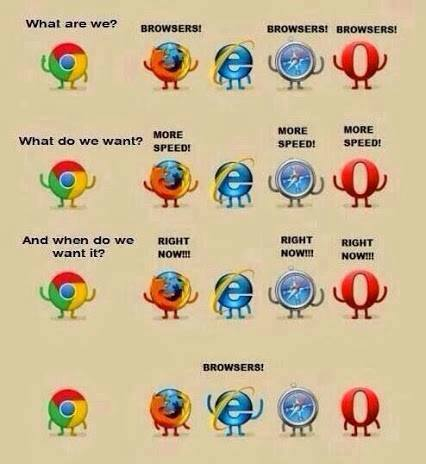 What are we?
BROWSERS!
BROWSERS!
BROWSERS!
What do we want?
MORE
SPEED!
MORE
SPEED!
MORE
SPEED!
And when do we
want it?
RIGHT
NOW!!!
RIGHT
NOW!!!
RIGHT
NOW!!!
BROWSERS!